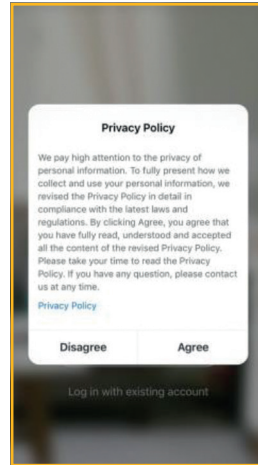 Privacy Policy
We pay high attention to the privacy of
personal information. To fully present how we
collect and use your personal information, we
revised the Privacy Policy in detail in
compliance with the latest laws and
regulations. By clicking Agree, you agree that
you have fully read, understood and accepted
all the content of the revised Privacy Policy.
Please take your time to read the Privacy
Policy. If you have any question, please contact
us at any time.
Privacy Policy
Disagree Agree
Log in with existing account